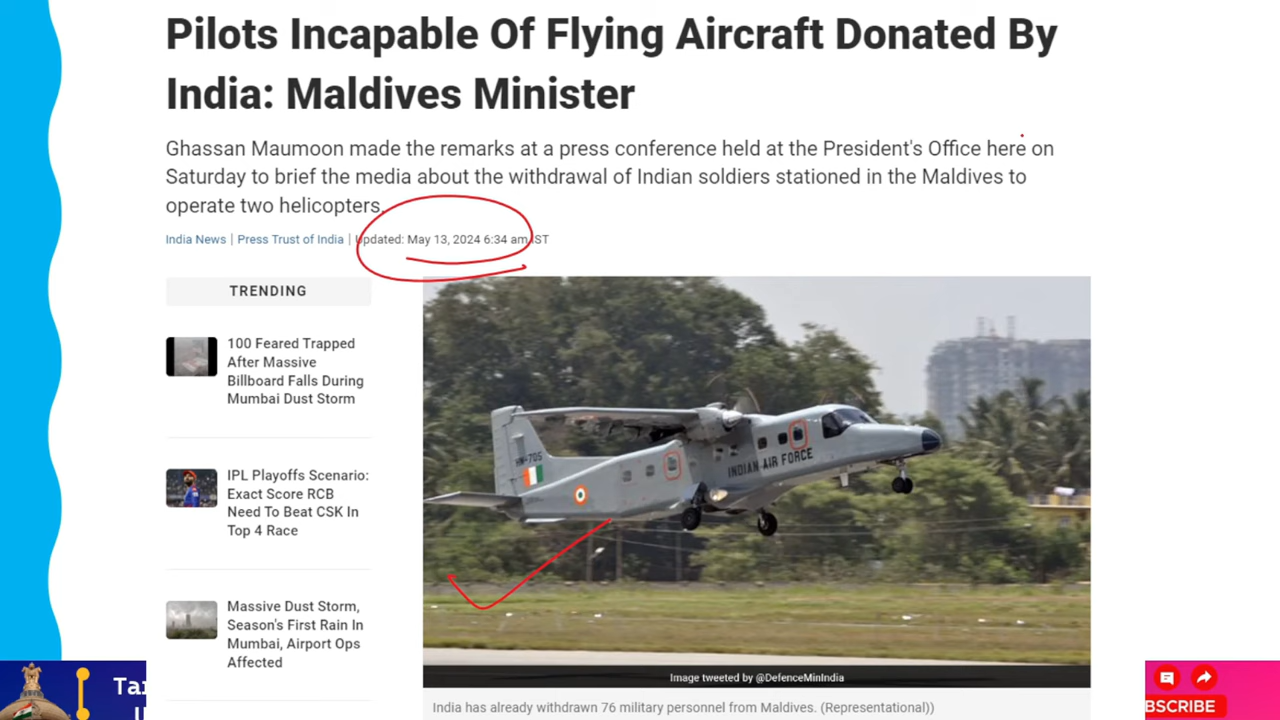 Pilots Incapable Of Flying Aircraft Donated By
India: Maldives Minister
Ghassan Maumoon made the remarks at a press conference held at the President's Office here on
Saturday to brief the media about the withdrawal of Indian soldiers stationed in the Maldives to
operate two helicopters.
India News | Press Trust of India | Updated: May 13, 2024 6:34 am IST
TRENDING
100 Feared Trapped
After Massive
Billboard Falls During
Mumbai Dust Storm
IPL Playoffs Scenario:
Exact Score RCB
Need To Beat CSK In
Top 4 Race
Massive Dust Storm,
Season's First Rain In
Mumbai, Airport Ops
Affected
INDIAN AIR FORCE
Image tweeted by @DefenceMinIndia
India has already withdrawn 76 military personnel from Maldives. (Representational))
BSCRIBE